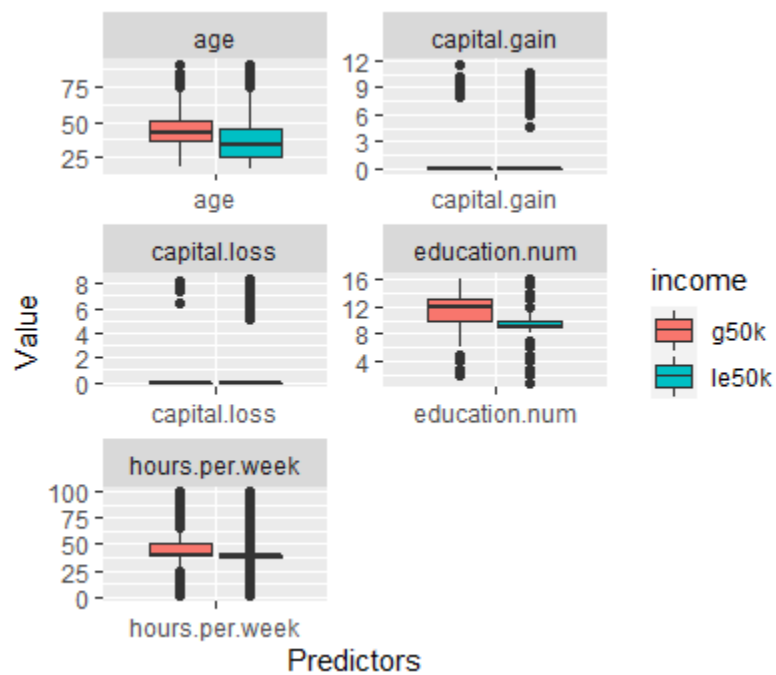 age
75
50
25
age
capital.gain
12
9
6
3
0
capital.gain
capital.loss
8
6
4
2
0
capital.loss
education.num
16
12
8
4
education.num
hours.per.week
100
75
50
25
0
hours.per.week
Value
Predictors
income
g50k
le50k